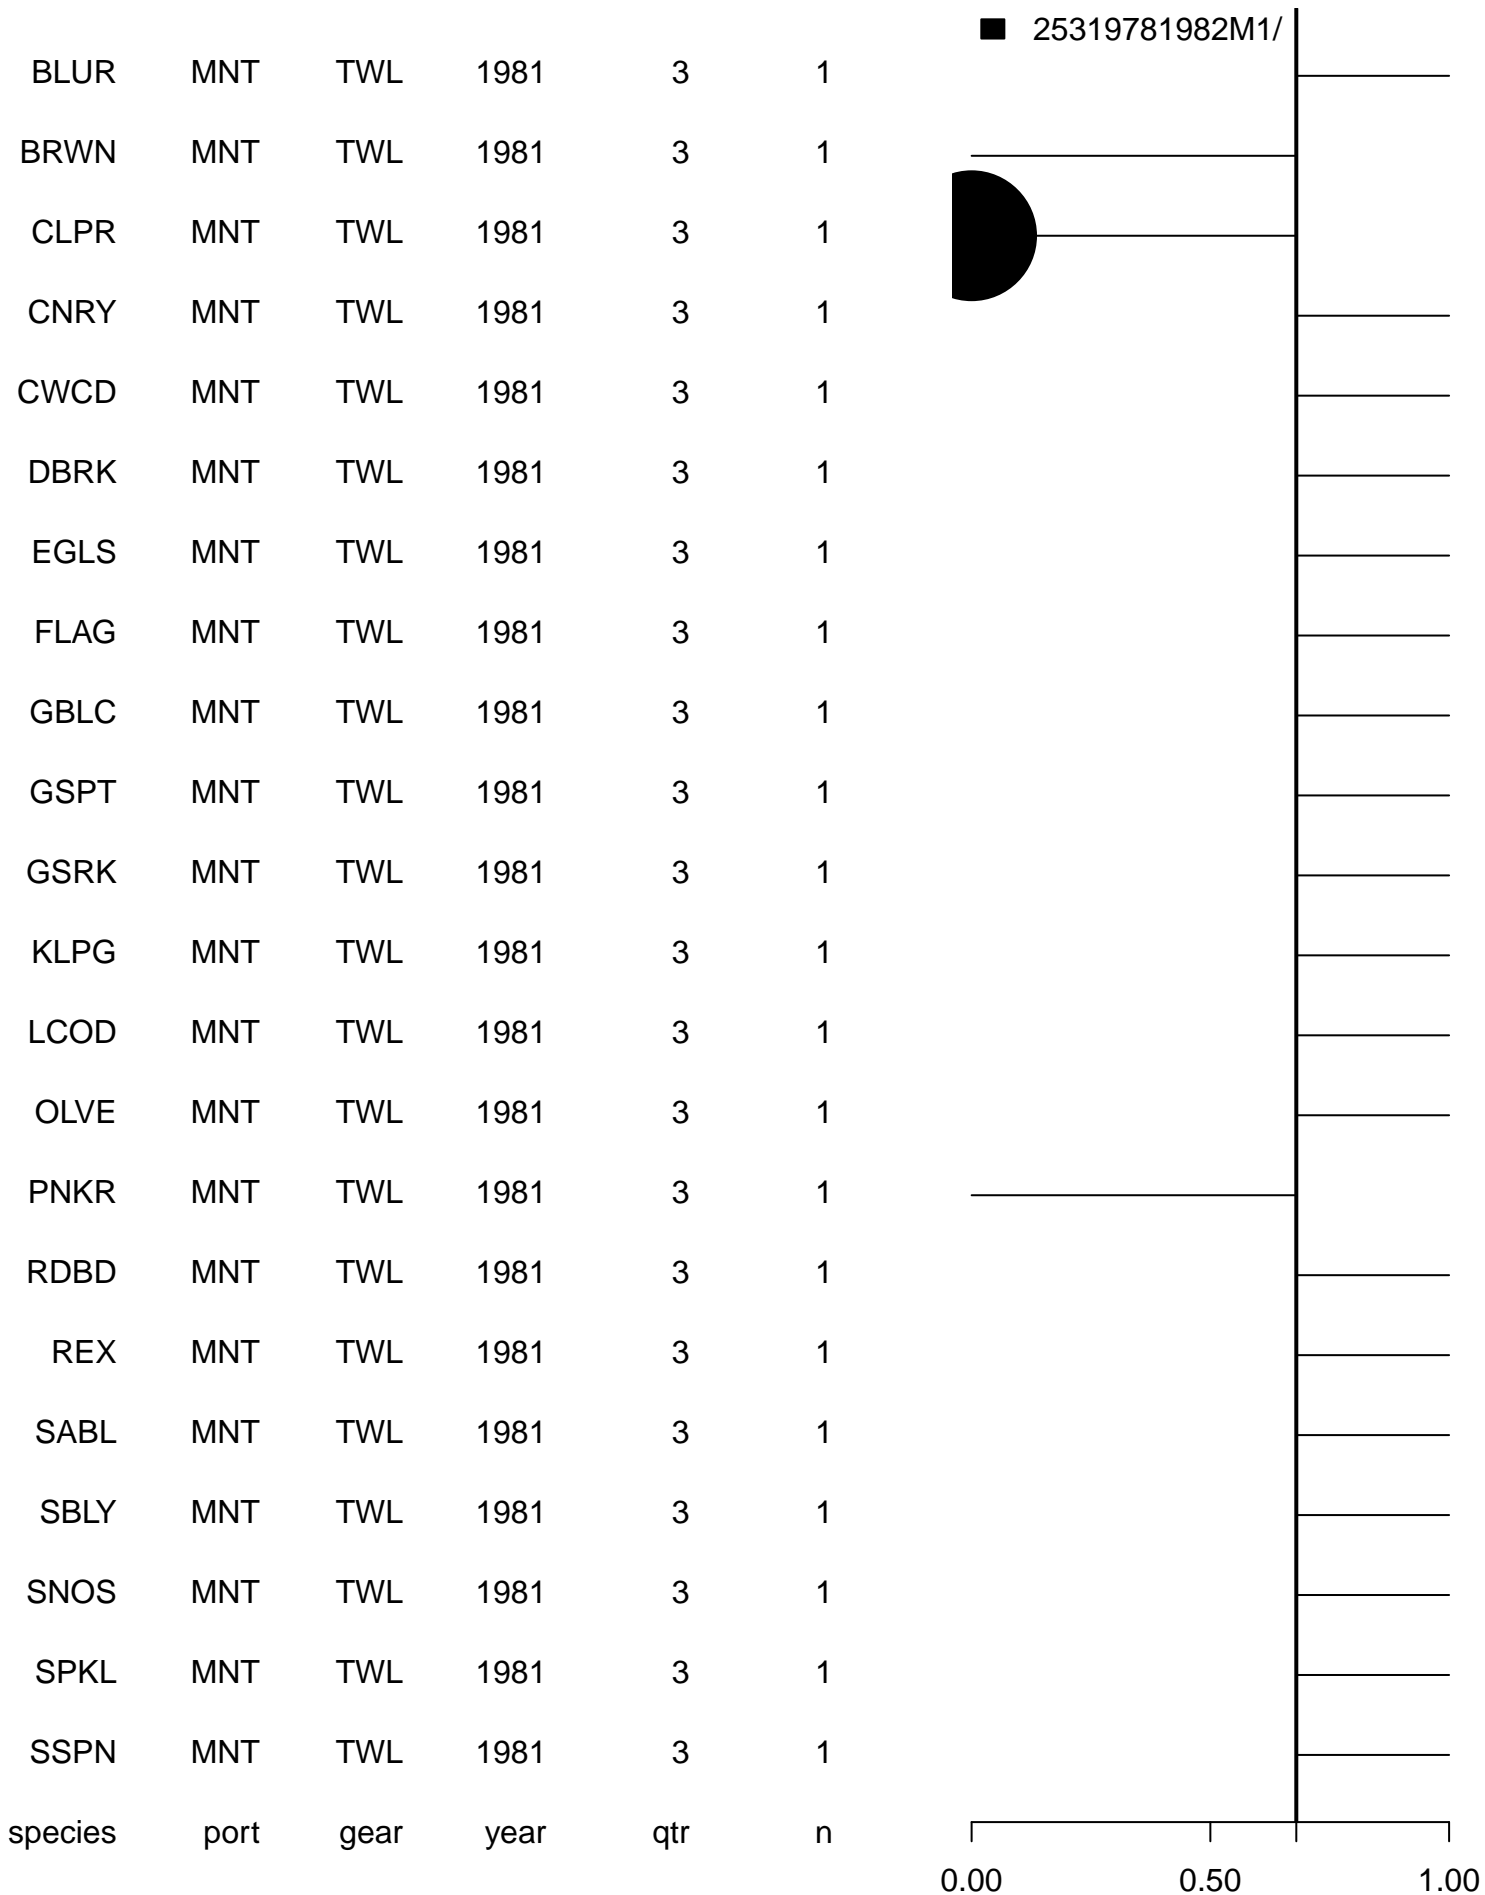 25319781982M1/
BLUR MNT TWL 1981 3 1
BRWN MNT TWL 1981 3 1
CLPR MNT TWL 1981 3 1
CNRY MNT TWL 1981 3 1
CWCD MNT TWL 1981 3 1
DBRK MNT TWL 1981 3 1
EGLS MNT TWL 1981 3 1
FLAG MNT TWL 1981 3 1
GBLC MNT TWL 1981 3 1
GSPT MNT TWL 1981 3 1
GSRK MNT TWL 1981 3 1
KLPG MNT TWL 1981 3 1
LCOD MNT TWL 1981 3 1
OLVE MNT TWL 1981 3 1
PNKR MNT TWL 1981 3 1
RDBD MNT TWL 1981 3 1
REX MNT TWL 1981 3 1
SABL MNT TWL 1981 3 1
SBLY MNT TWL 1981 3 1
SNOS MNT TWL 1981 3 1
SPKL MNT TWL 1981 3 1
SSPN MNT TWL 1981 3 1
species port gear year qtr n
0.00 0.50 1.00